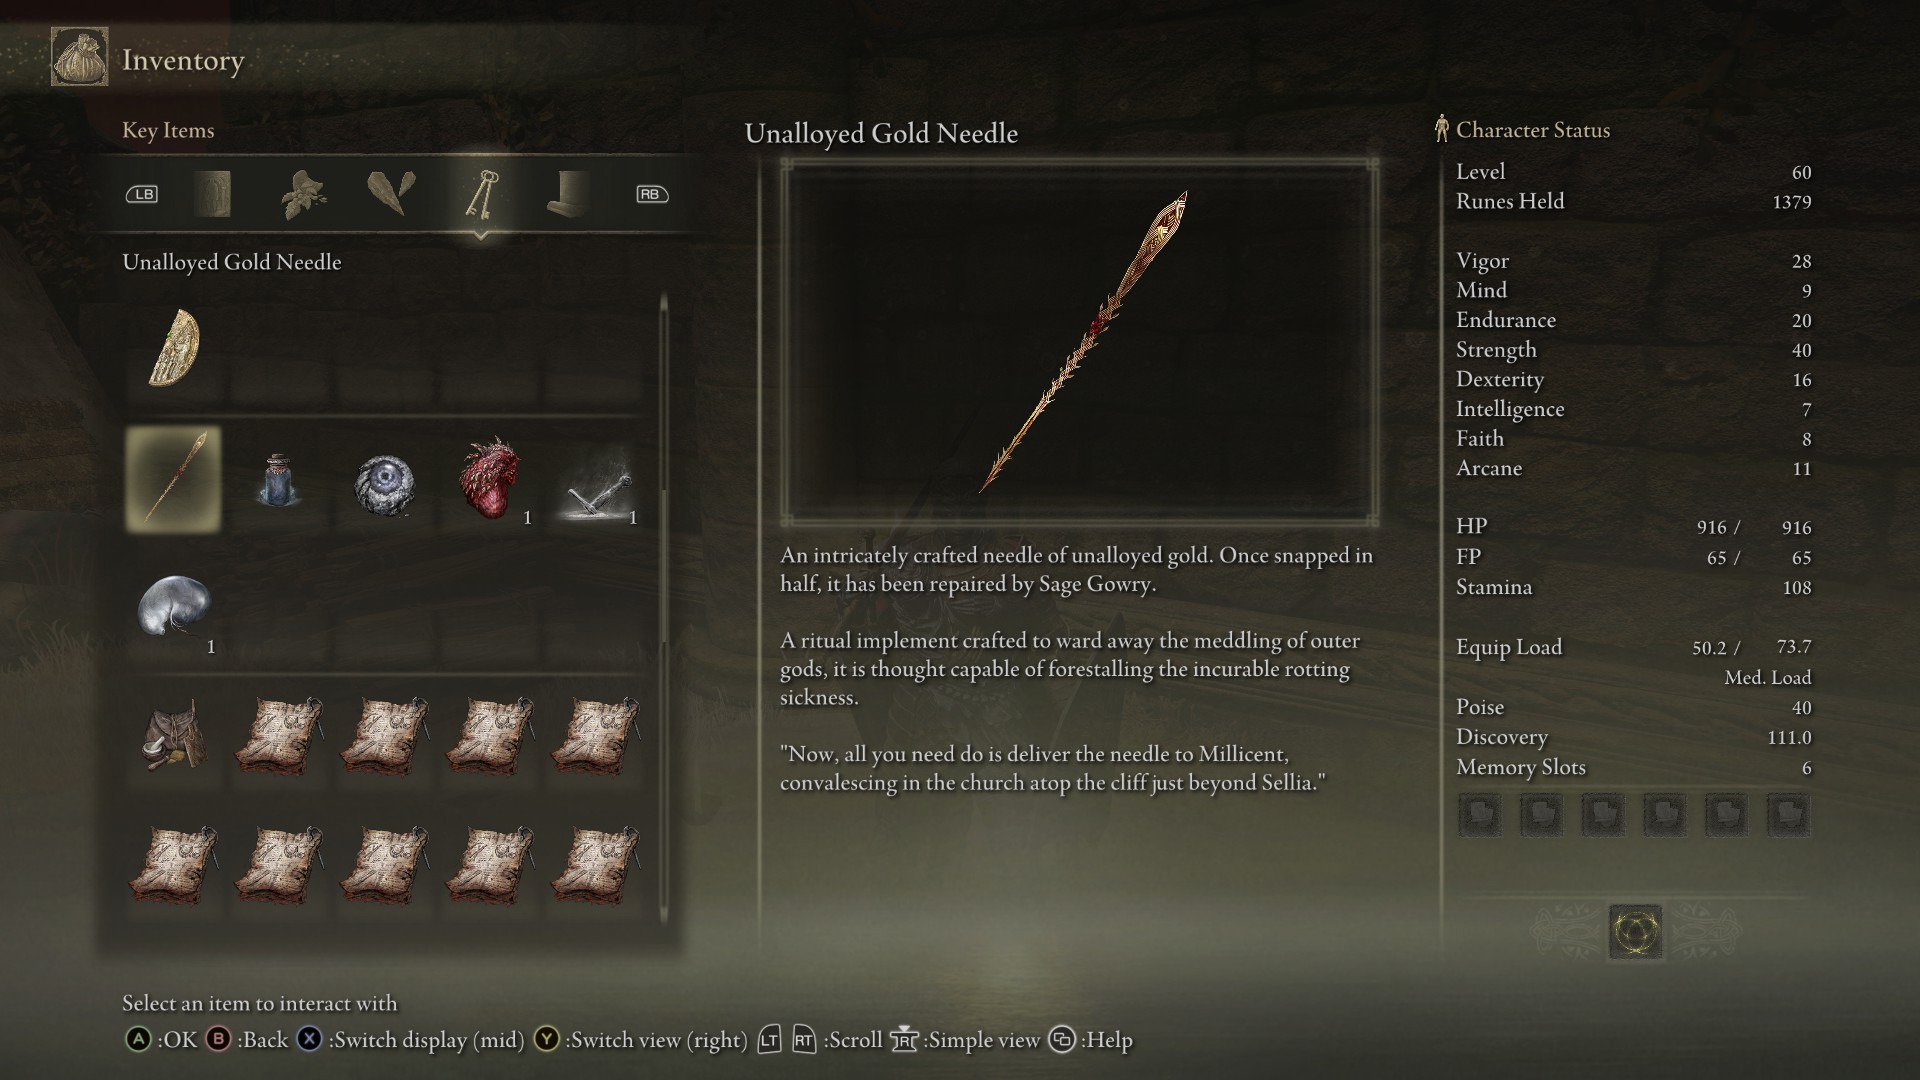 Inventory
Key Items
LB
RB
Unalloyed Gold Needle
1
1
1
Unalloyed Gold Needle
An intricately crafted needle of unalloyed gold. Once snapped in
half, it has been repaired by Sage Gowry.
A ritual implement crafted to ward away the meddling of outer
gods, it is thought capable of forestalling the incurable rotting
sickness.
"Now, all you need do is deliver the needle to Millicent,
convalescing in the church atop the cliff just beyond Sellia."
Character Status
Level 60
Runes Held 1379
Vigor 28
Mind 9
Endurance 20
Strength 40
Dexterity 16
Intelligence 7
Faith 8
Arcane 11
HP 916 / 916
FP 65 / 65
Stamina 108
Equip Load 50.2 / 73.7
Med. Load
Poise 40
Discovery 111.0
Memory Slots 6
Select an item to interact with
A :OK B :Back X :Switch display (mid) Y :Switch view (right) LT RT :Scroll R :Simple view :Help